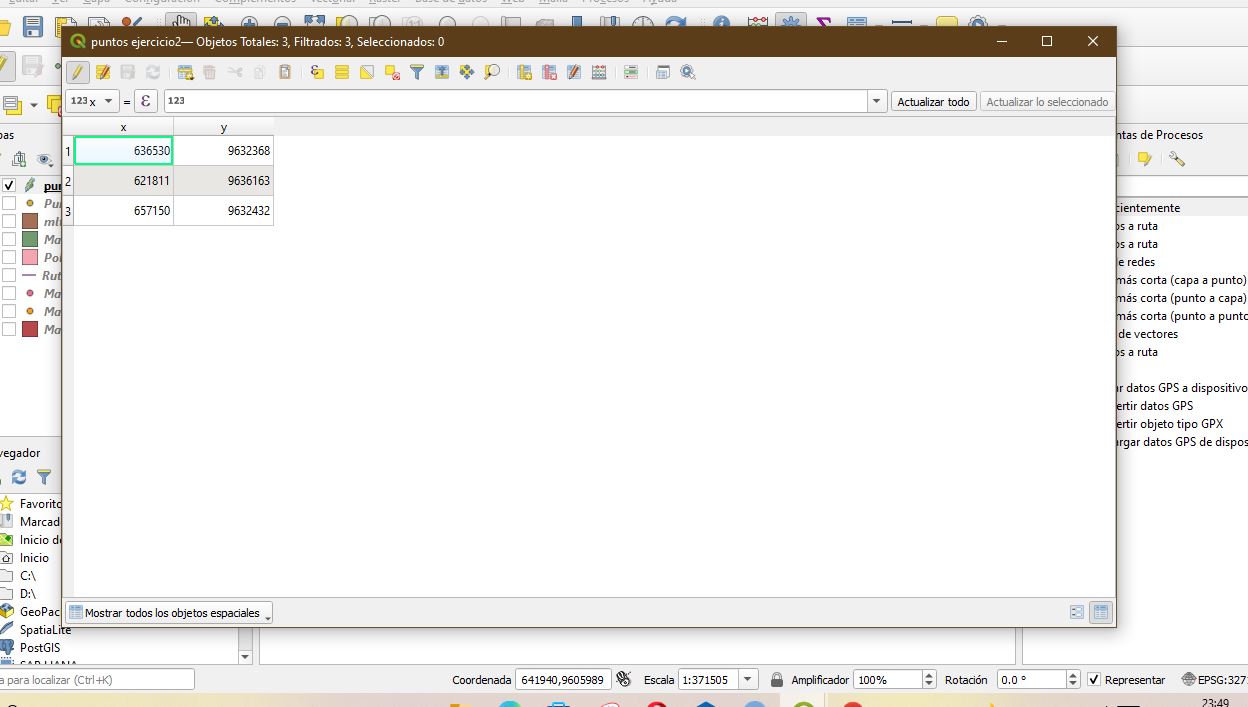 puntos ejercicio2— Objetos Totales: 3, Filtrados: 3, Seleccionados: 0
123 x = ε 123 Actualizar todo Actualizar lo seleccionado
x y
1 636530 9632368
2 621811 9636163
3 657150 9632432
Mostrar todos los objetos espaciales
pas
pu
Pu
Ma
Pol
Rut
Ma
Ma
Ma
vegador
Favorito
Marcad
Inicio de
Inicio
C:\
D:\
GeoPac
SpatiaLite
PostGIS
ntas de Procesos
cientemente
os a ruta
os a ruta
e redes
más corta (capa a punto)
más corta (punto a capa)
más corta (punto a punto
de vectores
os a ruta
ar datos GPS a dispositivo
ertir datos GPS
ertir objeto tipo GPX
argar datos GPS de dispos
a para localizar (Ctrl+K) Coordenada 641940,9605989 Escala 1:371505 Amplificador 100% Rotación 0.0 ° Representar EPSG:327
23:49